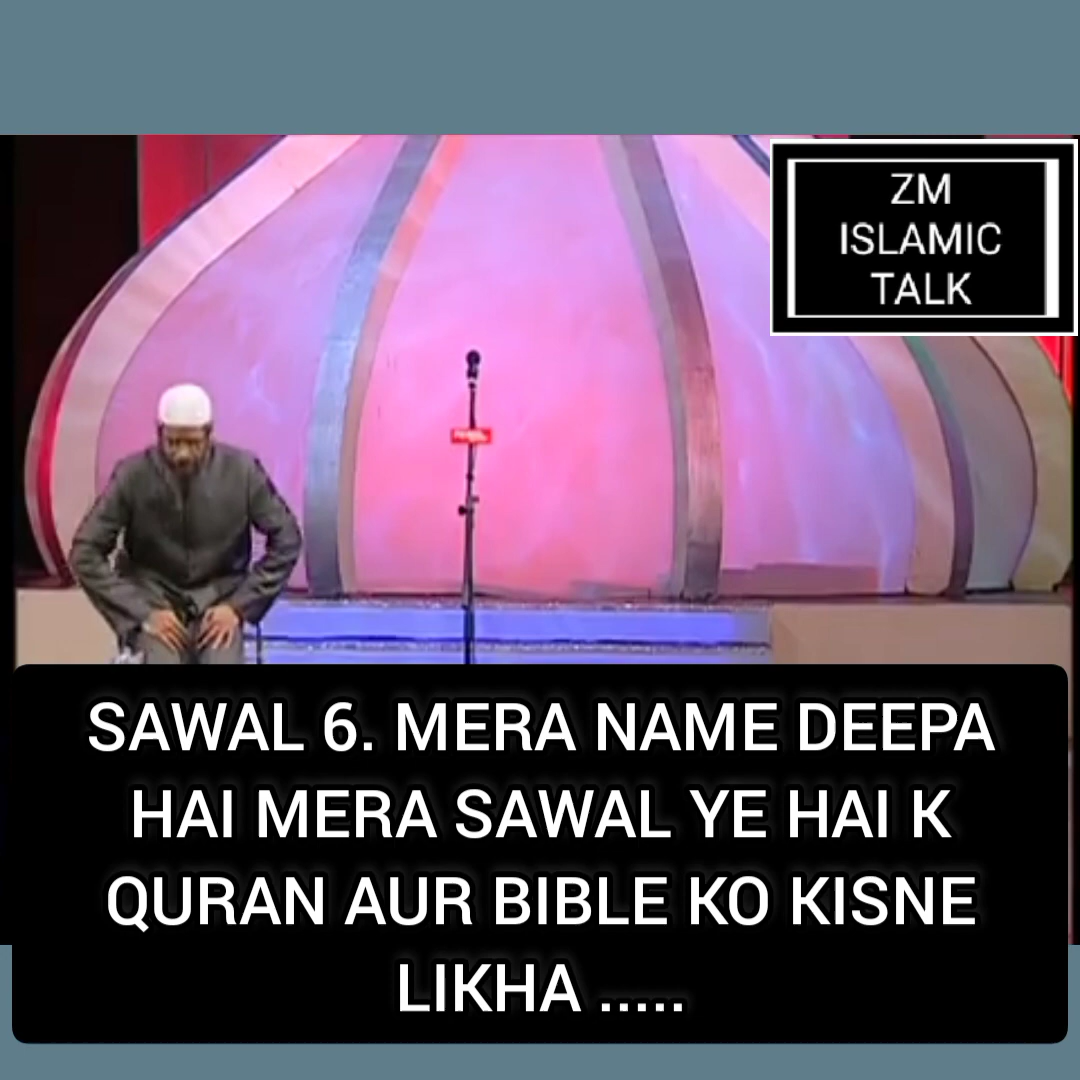 ZM
ISLAMIC
TALK
SAWAL 6. MERA NAME DEEPA
HAI MERA SAWAL YE HAI K
QURAN AUR BIBLE KO KISNE
LIKHA .....